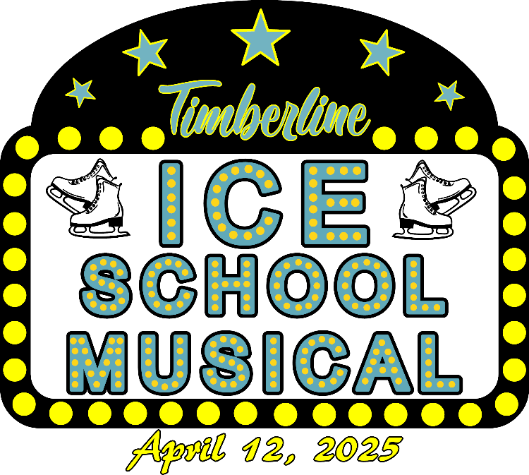 Timberline
ICE
SCHOOL
MUSICAL
April 12, 2025